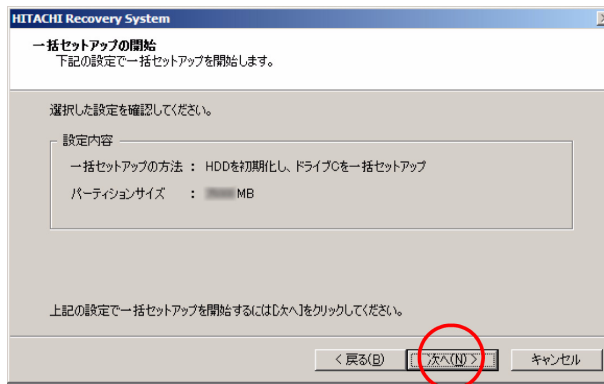 HITACHI Recovery System
一括セットアップの開始
下記の設定で一括セットアップを開始します。
選択した設定を確認してください。
設定内容
一括セットアップの方法 : HDDを初期化し、ドライブCを一括セットアップ
パーティションサイズ : MB
上記の設定で一括セットアップを開始するには[次へ]をクリックしてください。
< 戻る(B) 次へ(N) > キャンセル